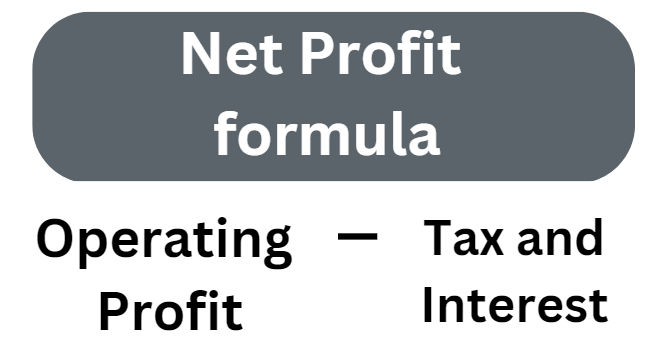 Net Profit
formula
Operating — Tax and
Profit Interest